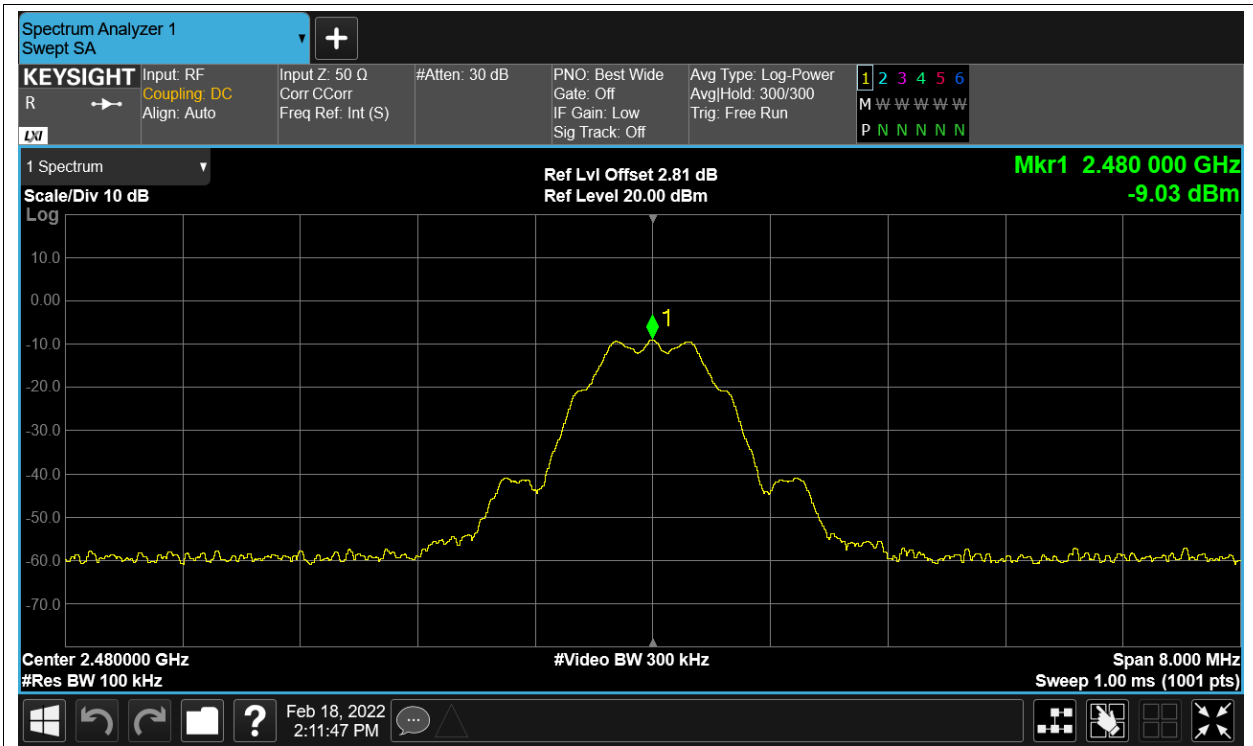 Spectrum Analyzer 1
Swept SA
+
KEYSIGHT
R
LXI
Input: RF
Coupling: DC
Align: Auto
Input Z: 50 Ω
Corr CCorr
Freq Ref: Int (S)
#Atten: 30 dB
PNO: Best Wide
Gate: Off
IF Gain: Low
Sig Track: Off
Avg Type: Log-Power
Avg|Hold: 300/300
Trig: Free Run
1 2 3 4 5 6
M W W W W W W
P N N N N N
1 Spectrum
Scale/Div 10 dB
Log
Ref Lvl Offset 2.81 dB
Ref Level 20.00 dBm
Mkr1 2.480 000 GHz
-9.03 dBm
10.0
0.00
1
-10.0
-20.0
-30.0
-40.0
-50.0
-60.0
-70.0
Center 2.480000 GHz
#Res BW 100 kHz
#Video BW 300 kHz
Span 8.000 MHz
Sweep 1.00 ms (1001 pts)
?
Feb 18, 2022
2:11:47 PM